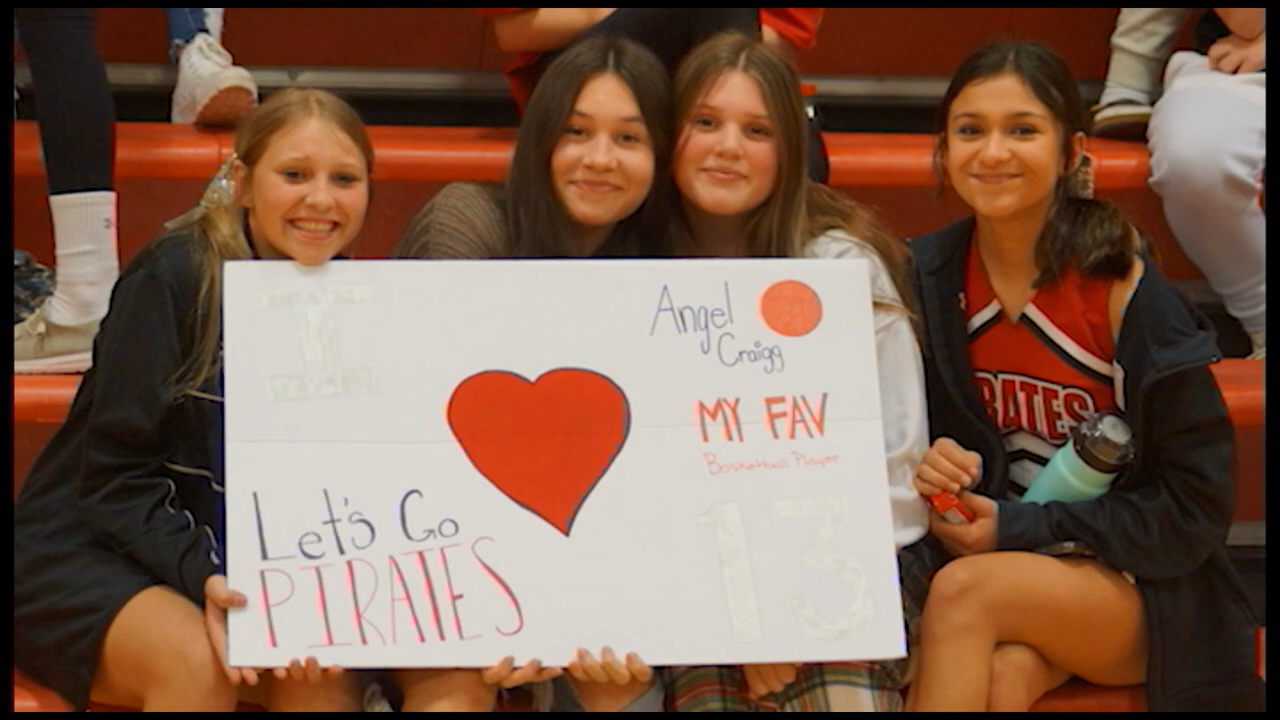 I
Angel
Craigg
MY FAV
Basketball Player
Let's Go
PIRATES
13
RATES